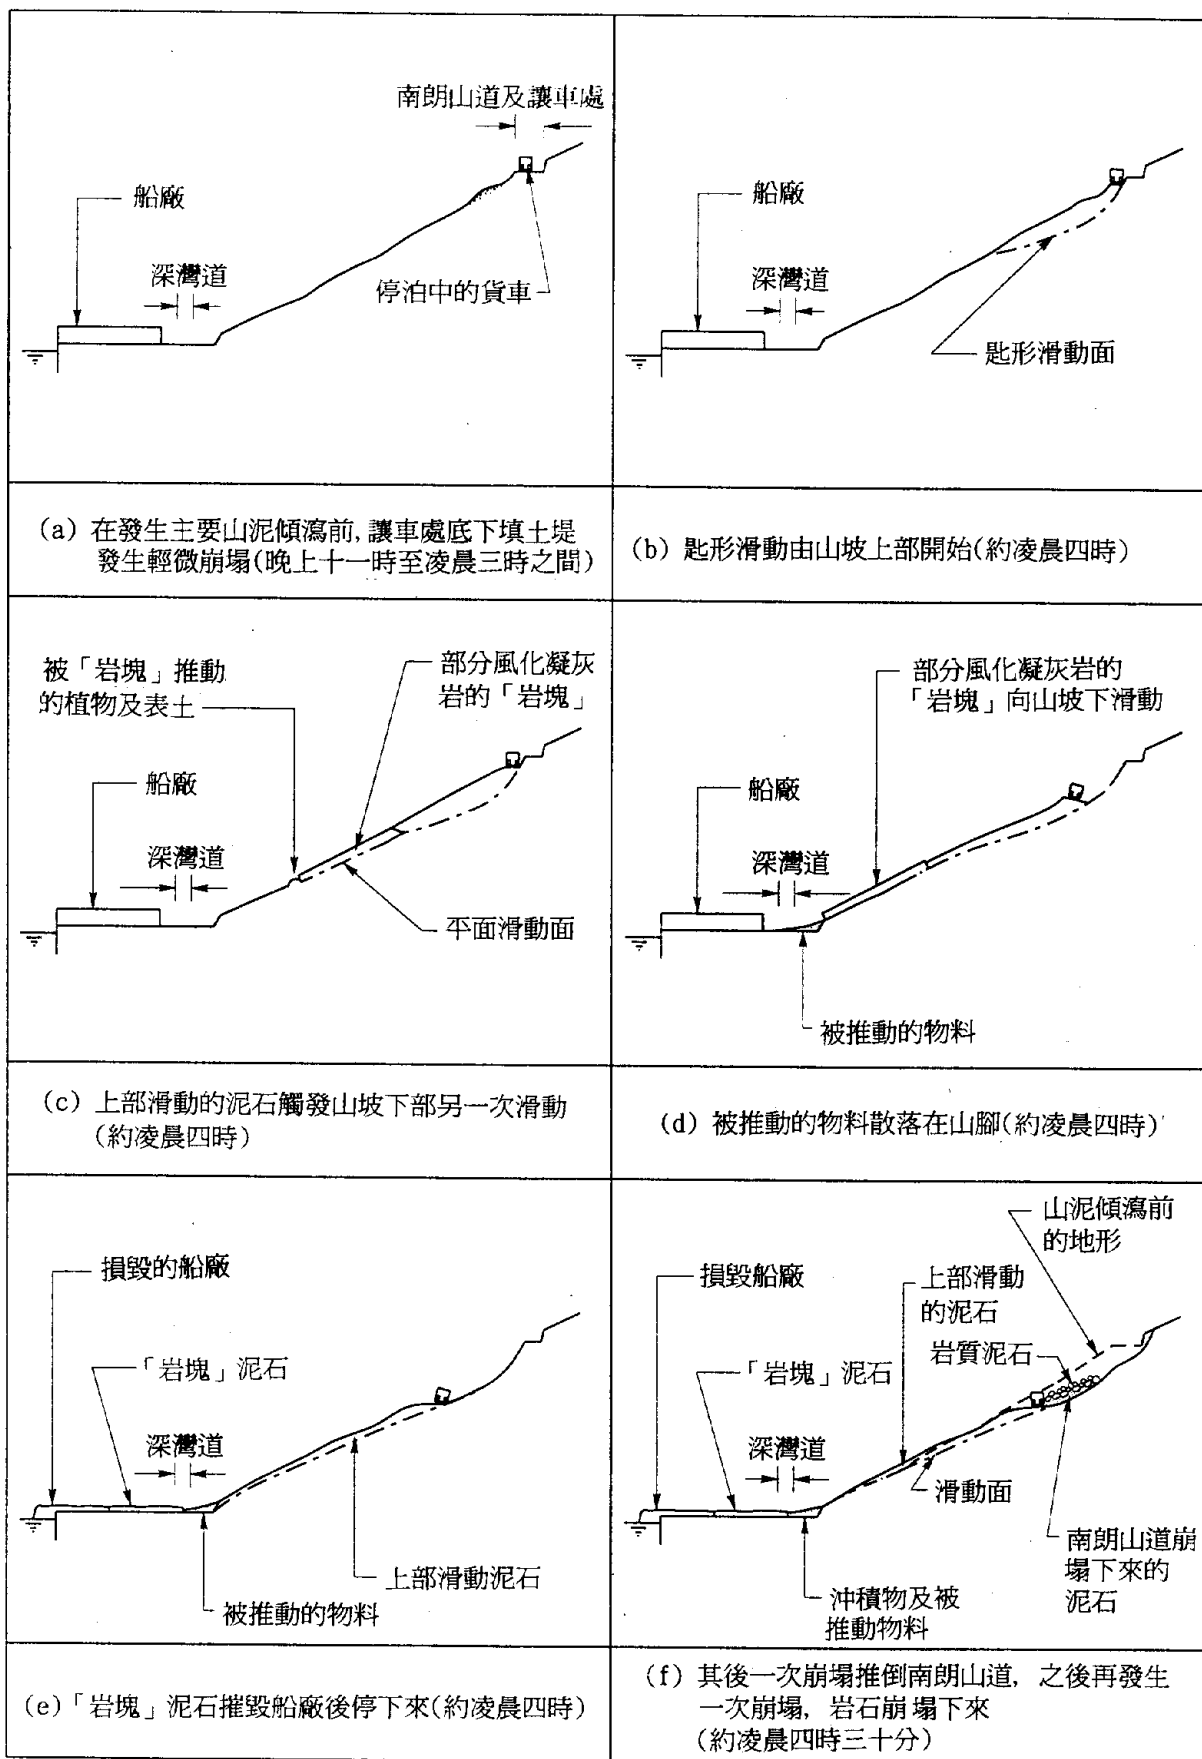 南朗山道及讓車處
船廠
深灣道
停泊中的貨車
(a) 在發生主要山泥傾瀉前, 讓車處底下填土堤
發生輕微崩塌(晚上十一時至凌晨三時之間)
船廠
深灣道
匙形滑動面
(b) 匙形滑動由山坡上部開始(約凌晨四時)
被「岩塊」推動
的植物及表土
部分風化凝灰
岩的「岩塊」
船廠
深灣道
平面滑動面
(c) 上部滑動的泥石觸發山坡下部另一次滑動
(約凌晨四時)
部分風化凝灰岩的
「岩塊」向山坡下滑動
船廠
深灣道
被推動的物料
(d) 被推動的物料散落在山腳(約凌晨四時)
損毀的船廠
「岩塊」泥石
深灣道
上部滑動泥石
被推動的物料
(e)「岩塊」泥石摧毀船廠後停下來(約凌晨四時)
山泥傾瀉前
的地形
損毀船廠
上部滑動
的泥石
岩質泥石
「岩塊」泥石
深灣道
滑動面
南朗山道崩
塌下來的
泥石
沖積物及被
推動物料
(f) 其後一次崩塌推倒南朗山道, 之後再發生
一次崩塌, 岩石崩塌下來
(約凌晨四時三十分)